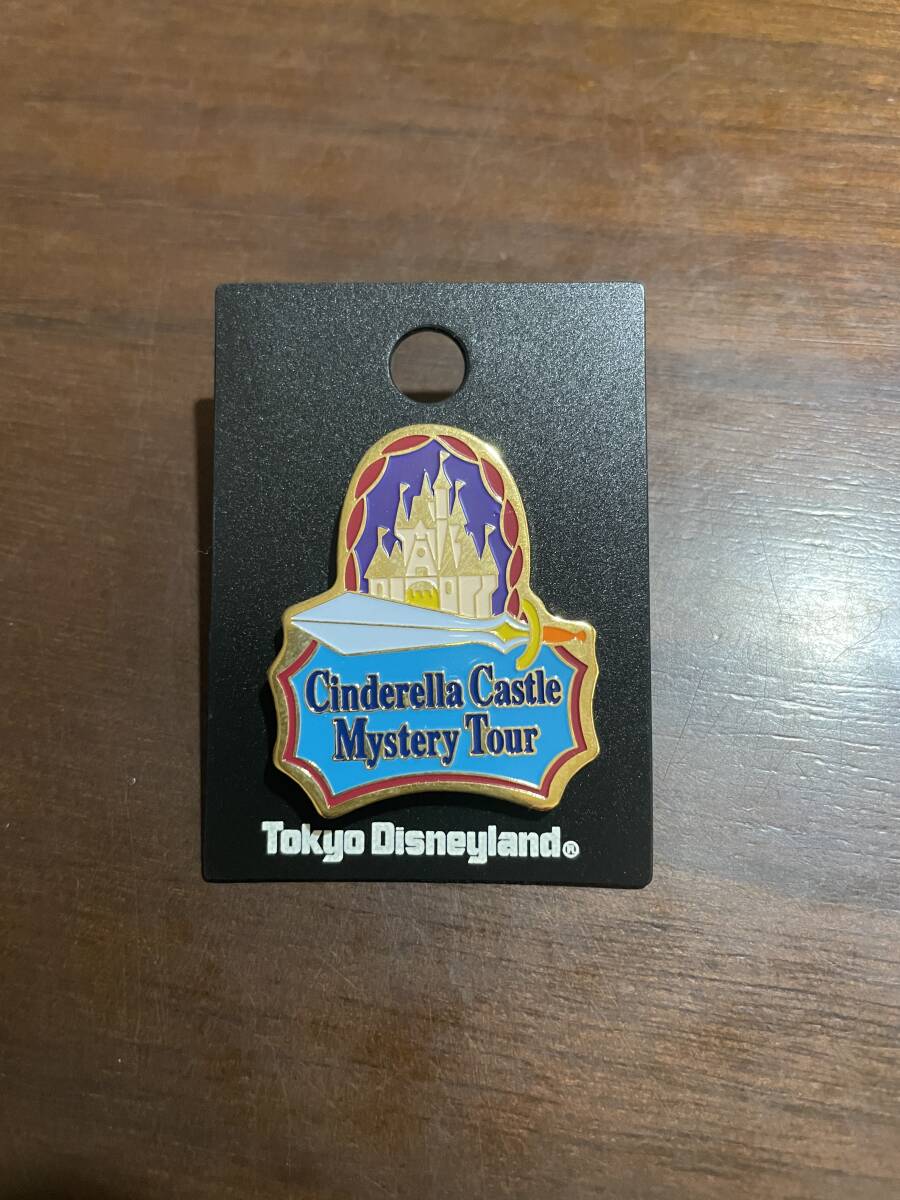 Cinderella Castle
Mystery Tour
Tokyo Disneyland®